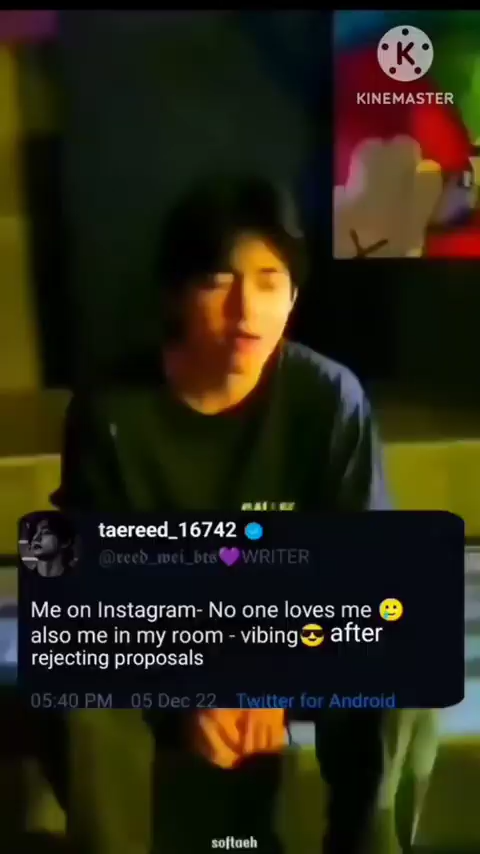 KINEMASTER
taereed_16742
@reed_wei_bts💜WRITER
Me on Instagram- No one loves me 🥲
also me in my room - vibing😎 after
rejecting proposals
05:40 PM 05 Dec 22 Twitter for Android
softaeh